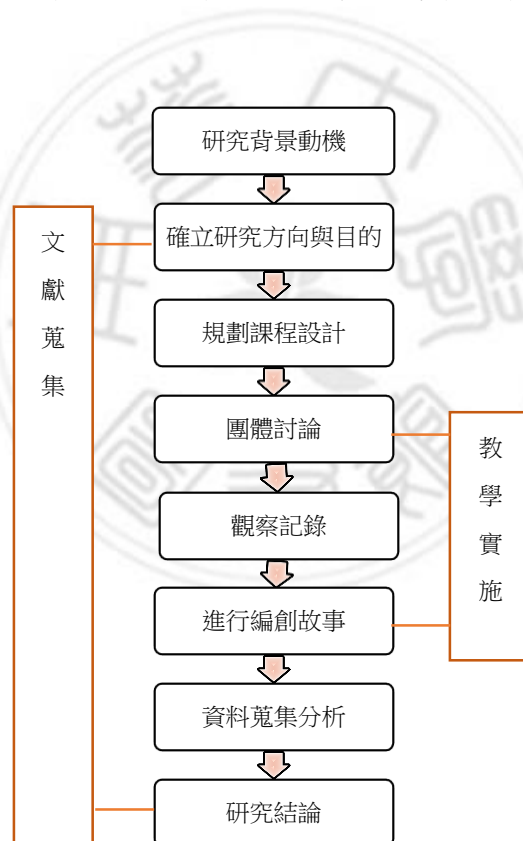 研究背景動機
確立研究方向與目的
文獻蒐集
規劃課程設計
團體討論
教學實施
觀察記錄
進行編創故事
資料蒐集分析
研究結論